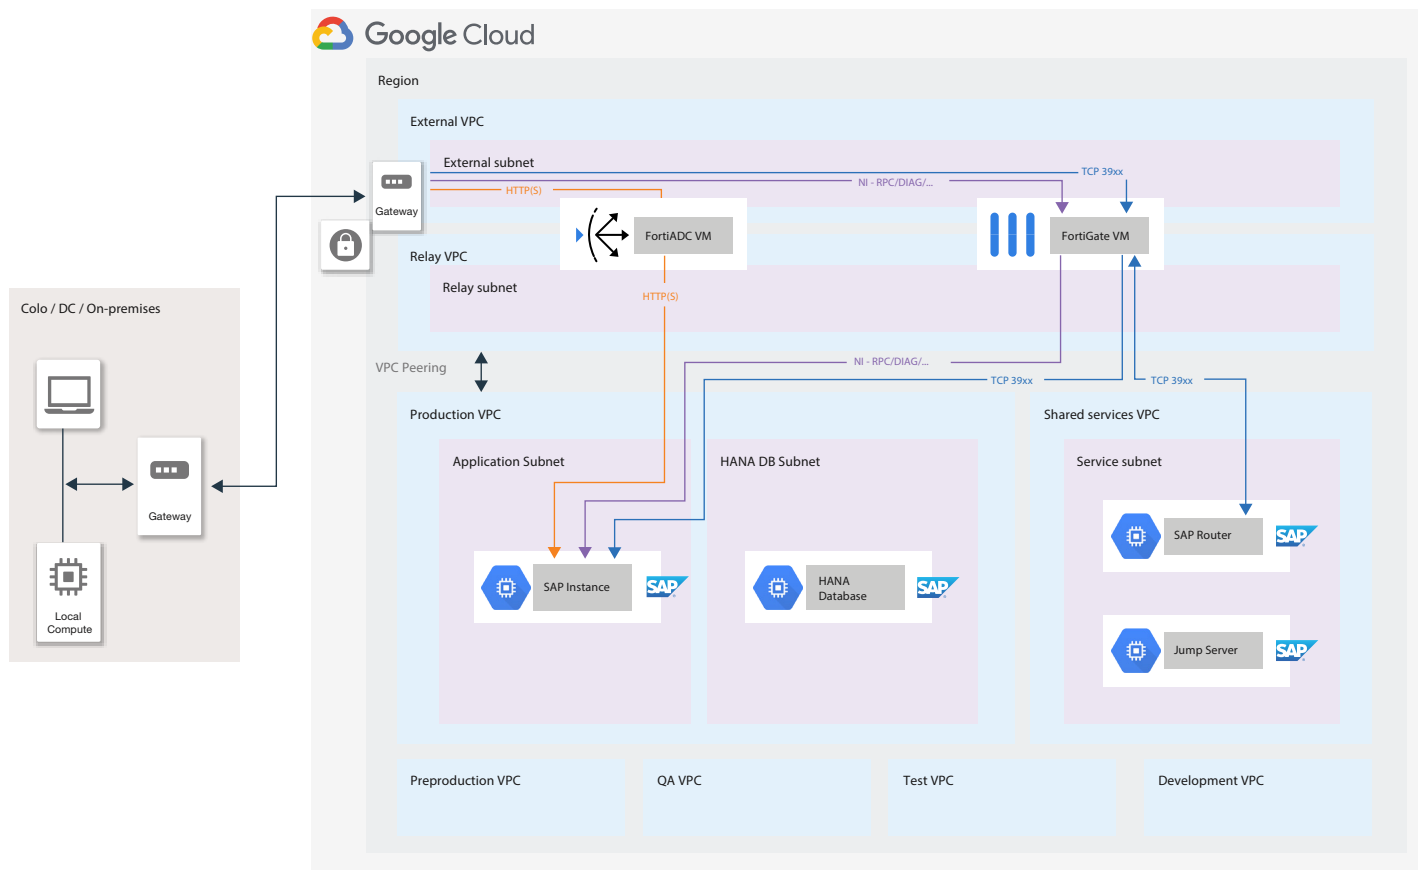 Google Cloud
Region
External VPC
External subnet
TCP 39xx
NI - RPC/DIAG/...
HTTP(S)
Gateway
FortiADC VM
FortiGate VM
Relay VPC
Relay subnet
HTTP(S)
Colo / DC / On-premises
VPC Peering
NI - RPC/DIAG/...
TCP 39xx
TCP 39xx
Production VPC
Shared services VPC
Application Subnet
HANA DB Subnet
Service subnet
Gateway
SAP Router
SAP
SAP Instance
SAP
HANA
Database
SAP
Local
Compute
Jump Server
SAP
Preproduction VPC
QA VPC
Test VPC
Development VPC